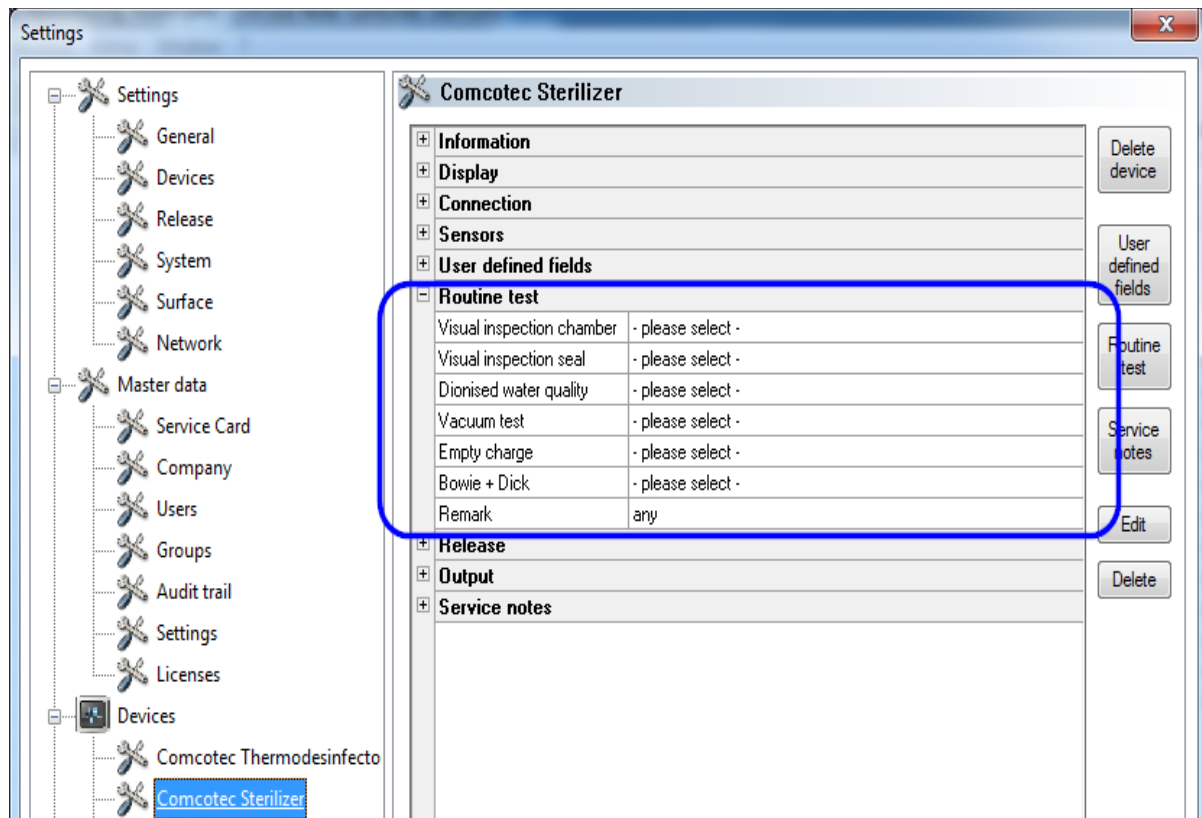 Settings
Settings
General
Devices
Release
System
Surface
Network
Master data
Service Card
Company
Users
Groups
Audit trail
Settings
Licenses
Devices
Comcotec Thermodesinfecto
Comcotec Sterilizer
Comcotec Sterilizer
Information
Display
Connection
Sensors
User defined fields
Routine test
Visual inspection chamber - please select -
Visual inspection seal - please select -
Dionised water quality - please select -
Vacuum test - please select -
Empty charge - please select -
Bowie + Dick - please select -
Remark any
Release
Output
Service notes
Delete
device
User
defined
fields
Routine
test
Service
notes
Edit
Delete